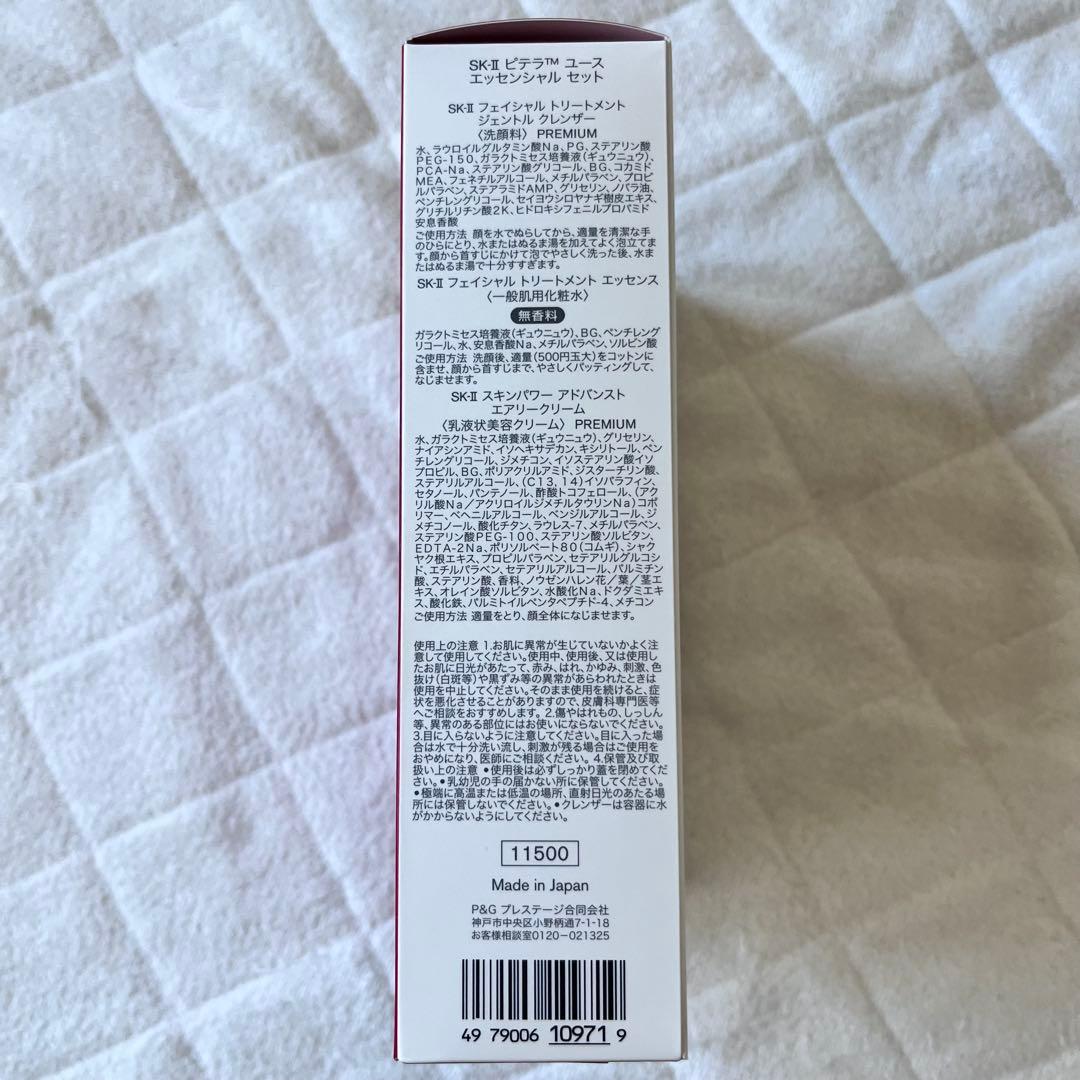 SK-II ピテラ™ ユース
エッセンシャル セット
SK-II フェイシャル トリートメント
ジェントル クレンザー
〈洗顔料〉 PREMIUM
水、ラウロイルグルタミン酸Na、PG、ステアリン酸
PEG-150、ガラクトミセス培養液(ギュウニュウ)、
PCA-Na、ステアリン酸グリコール、BG、コカミド
MEA、フェネチルアルコール、メチルパラベン、プロピ
ルパラベン、ステアラミドAMP、グリセリン、ノバラ油、
ペンチレングリコール、セイヨウシロヤナギ樹皮エキス、
グリチルリチン酸2K、ヒドロキシフェニルプロパミド
安息香酸
ご使用方法 顔を水でぬらしてから、適量を清潔な手
のひらにとり、水またはぬるま湯を加えてよく泡立てま
す。顔から首すじにかけて泡でやさしく洗った後、水ま
たはぬるま湯で十分すすぎます。
SK-II フェイシャル トリートメント エッセンス
〈一般肌用化粧水〉
無香料
ガラクトミセス培養液(ギュウニュウ)、BG、ペンチレング
リコール、水、安息香酸Na、メチルパラベン、ソルビン酸
ご使用方法 洗顔後、適量(500円玉大)をコットンに
含ませ、顔から首すじまで、やさしくパッティングして、
なじませます。
SK-II スキンパワー アドバンスト
エアリークリーム
〈乳液状美容クリーム〉 PREMIUM
水、ガラクトミセス培養液(ギュウニュウ)、グリセリン、
ナイアシンアミド、イソヘキサデカン、キシリトール、ペン
チレングリコール、ジメチコン、イソステアリン酸イソ
プロピル、BG、ポリアクリルアミド、ジスターチリン酸、
ステアリルアルコール、(C13, 14)イソパラフィン、
セタノール、パンテノール、酢酸トコフェロール、(アク
リル酸Na/アクリロイルジメチルタウリンNa)コポ
リマー、ベヘニルアルコール、ベンジルアルコール、ジ
メチコノール、酸化チタン、ラウレス-7、メチルパラベン、
ステアリン酸PEG-100、ステアリン酸ソルビタン、
EDTA-2Na、ポリソルベート80(コムギ)、シャク
ヤク根エキス、プロピルパラベン、セテアリルグルコシ
ド、エチルパラベン、セテアリルアルコール、パルミチン
酸、ステアリン酸、香料、ノウゼンハレン花/葉/茎エ
キス、オレイン酸ソルビタン、水酸化Na、ドクダミエキ
ス、酸化鉄、パルミトイルペンタペプチド-4、メチコン
ご使用方法 適量をとり、顔全体になじませます。
使用上の注意 1.お肌に異常が生じていないかよく注
意して使用してください。使用中、使用後、又は使用し
たお肌に日光があたって、赤み、はれ、かゆみ、刺激、色
抜け(白斑等)や黒ずみ等の異常があらわれたときは
使用を中止してください。そのまま使用を続けると、症
状を悪化させることがありますので、皮膚科専門医等
へご相談をおすすめします。2.傷やはれもの、しっしん
等、異常のある部位にはお使いにならないでください。
3.目に入らないように注意してください。目に入った場
合は水で十分洗い流し、刺激が残る場合はご使用を
おやめになり、医師にご相談ください。4.保管及び取
扱い上の注意 •使用後は必ずしっかり蓋を閉めてくだ
さい。•乳幼児の手の届かない所に保管してください。
•極端に高温または低温の場所、直射日光のあたる場
所には保管しないでください。•クレンザーは容器に水
がかからないようにしてください。
11500
Made in Japan
P&G プレステージ合同会社
神戸市中央区小野柄通7-1-18
お客様相談室0120-021325
49 79006 10971 9